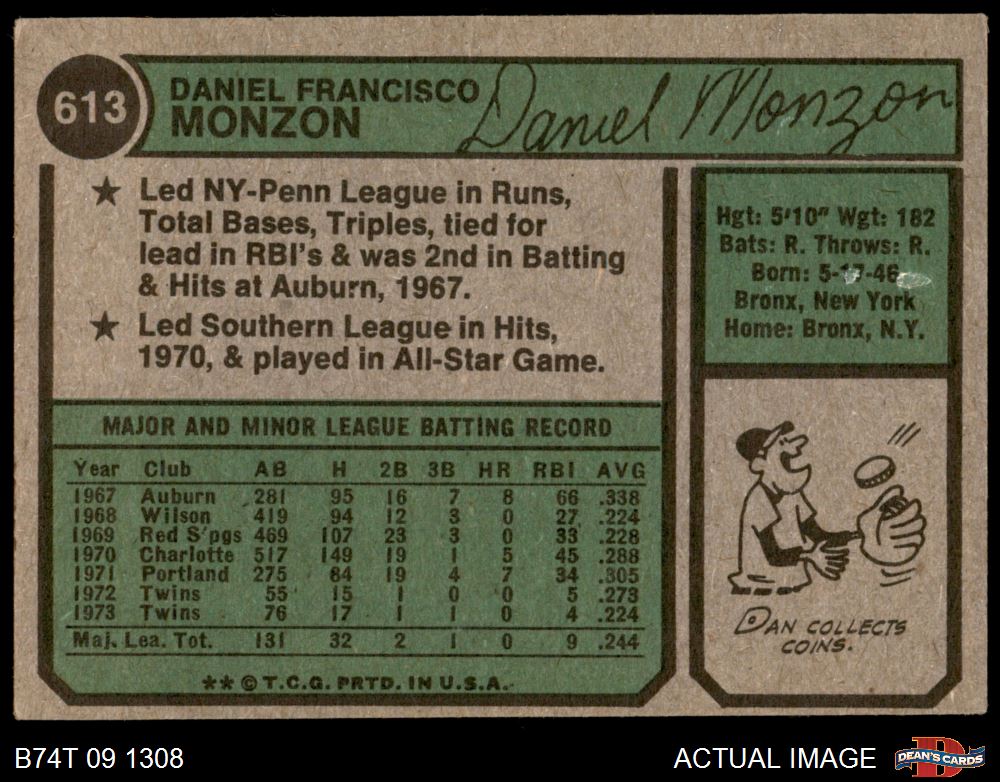 613
DANIEL FRANCISCO
MONZON
Daniel Monzon
★ Led NY-Penn League in Runs,
Total Bases, Triples, tied for
lead in RBI's & was 2nd in Batting
& Hits at Auburn, 1967.
★ Led Southern League in Hits,
1970, & played in All-Star Game.
Hgt: 5'10" Wgt: 182
Bats: R. Throws: R.
Born: 5-17-46
Bronx, New York
Home: Bronx, N.Y.
MAJOR AND MINOR LEAGUE BATTING RECORD
Year Club AB H 2B 3B HR RBI AVG
1967 Auburn 281 95 16 7 8 66 .338
1968 Wilson 419 94 12 3 0 27 .224
1969 Red S'pgs 469 107 23 3 0 33 .228
1970 Charlotte 517 149 19 1 5 45 .288
1971 Portland 275 84 19 4 7 34 .305
1972 Twins 55 15 1 0 0 5 .273
1973 Twins 76 17 1 1 0 4 .224
Maj. Lea. Tot. 131 32 2 1 0 9 .244
** © T.C.G. PRTD. IN U.S.A.
DAN COLLECTS
COINS.
B74T 09 1308
ACTUAL IMAGE
DEAN'S CARDS